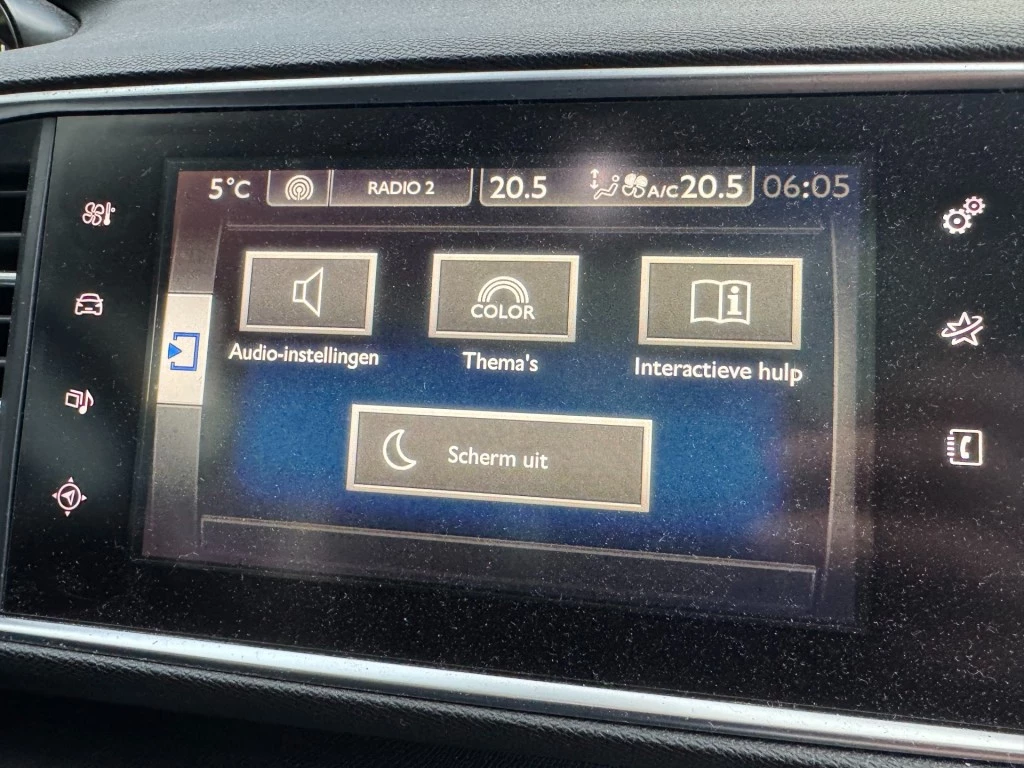 5°C RADIO 2 20.5 A/C 20.5 06:05
COLOR
Audio-instellingen Thema's Interactieve hulp
Scherm uit